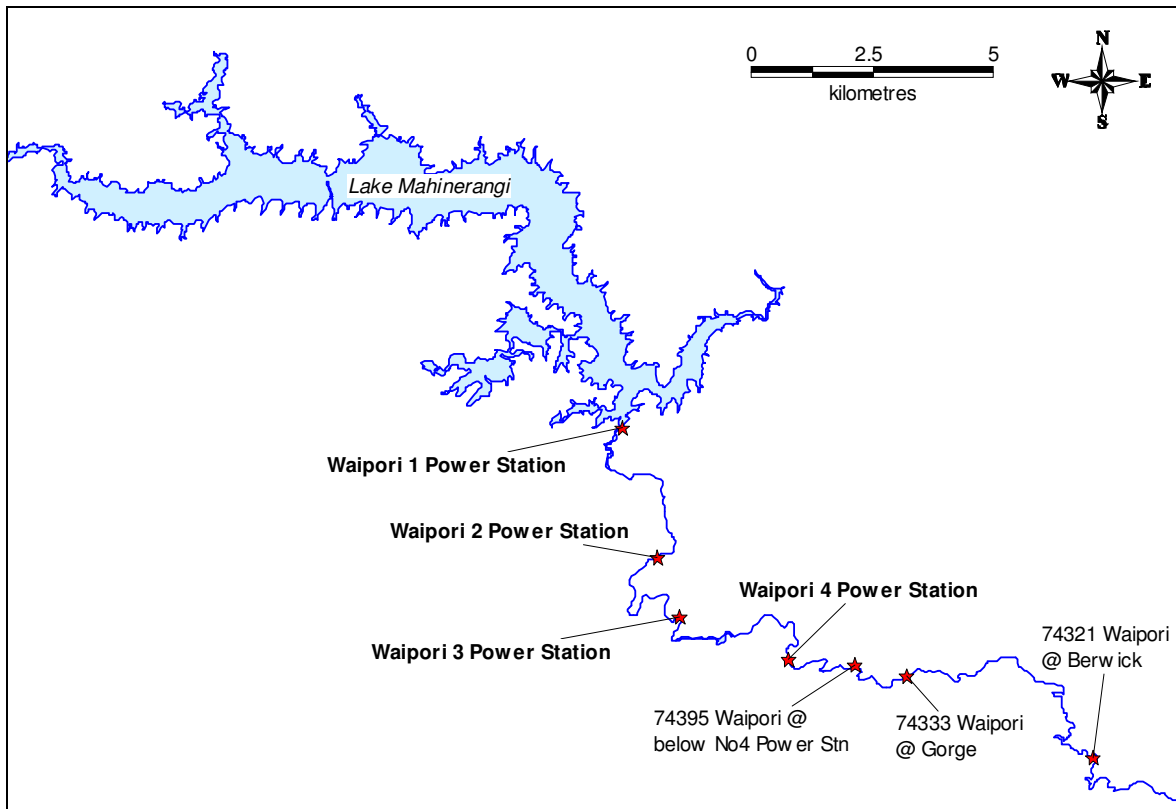 0 2.5 5
kilometres
N
W E
S
Lake Mahinerangi
Waipori 1 Power Station
Waipori 2 Power Station
Waipori 4 Power Station
Waipori 3 Power Station
74321 Waipori
@ Berwick
74395 Waipori @
below No4 Power Stn
74333 Waipori
@ Gorge